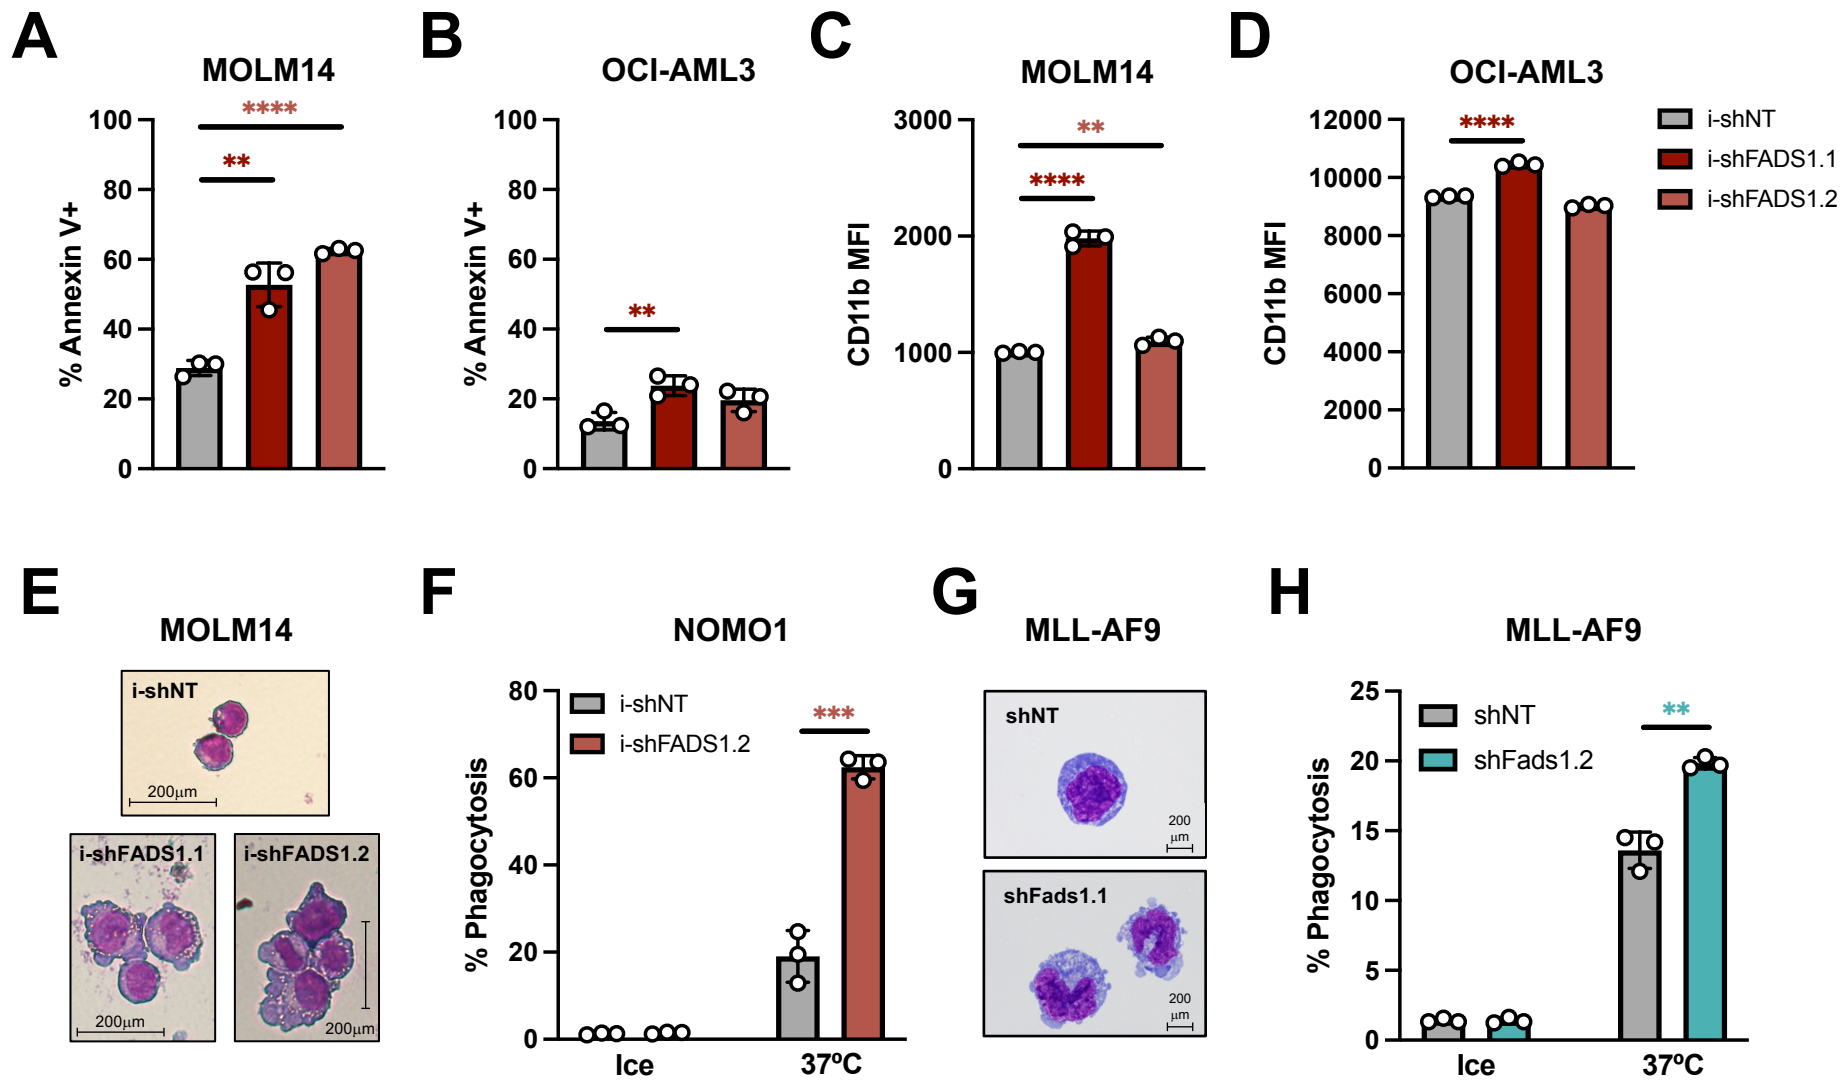 A
B
C
D
MOLM14
OCI-AML3
MOLM14
OCI-AML3
% Annexin V+
100
80
60
40
20
0
****
**
% Annexin V+
100
80
60
40
20
0
**
CD11b MFI
3000
2000
1000
0
**
****
CD11b MFI
12000
10000
8000
6000
4000
2000
0
****
i-shNT
i-shFADS1.1
i-shFADS1.2
E
F
G
H
MOLM14
NOMO1
MLL-AF9
MLL-AF9
i-shNT
200μm
i-shFADS1.1
200μm
i-shFADS1.2
200μm
% Phagocytosis
80
60
40
20
0
i-shNT
i-shFADS1.2
***
Ice
37ºC
shNT
200
μm
shFads1.1
200
μm
% Phagocytosis
25
20
15
10
5
0
shNT
shFads1.2
**
Ice
37ºC